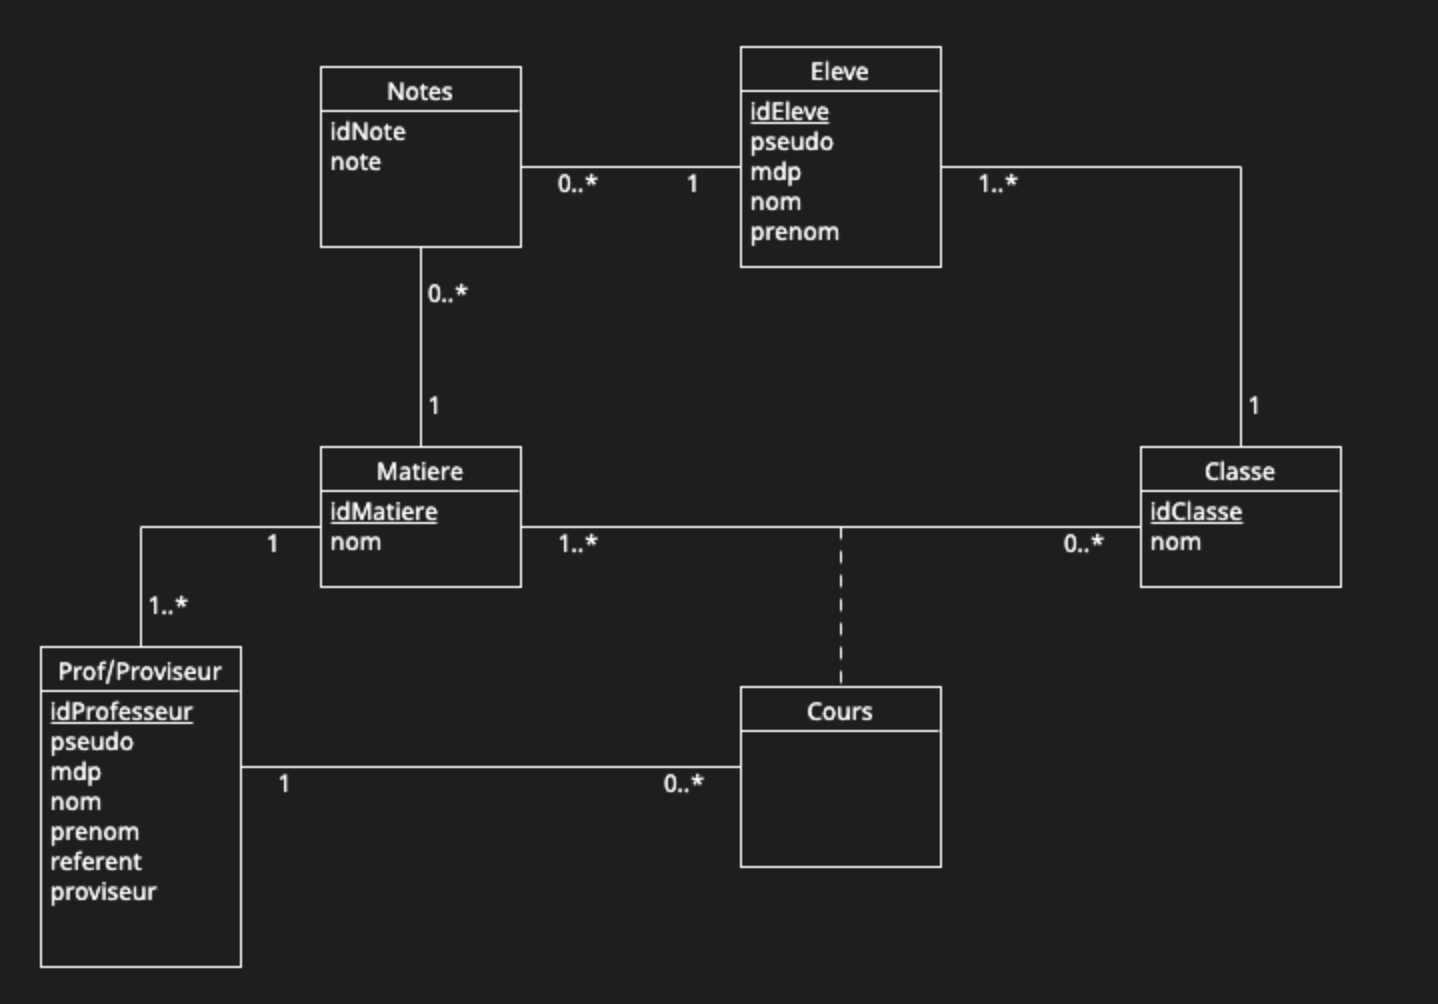 Notes
idNote
note
Eleve
idEleve
pseudo
mdp
nom
prenom
0..*
1
1..*
0..*
1
1
Matiere
idMatiere
nom
Classe
idClasse
nom
1
1..*
0..*
1..*
Prof/Proviseur
idProfesseur
pseudo
mdp
nom
prenom
referent
proviseur
Cours
1
0..*